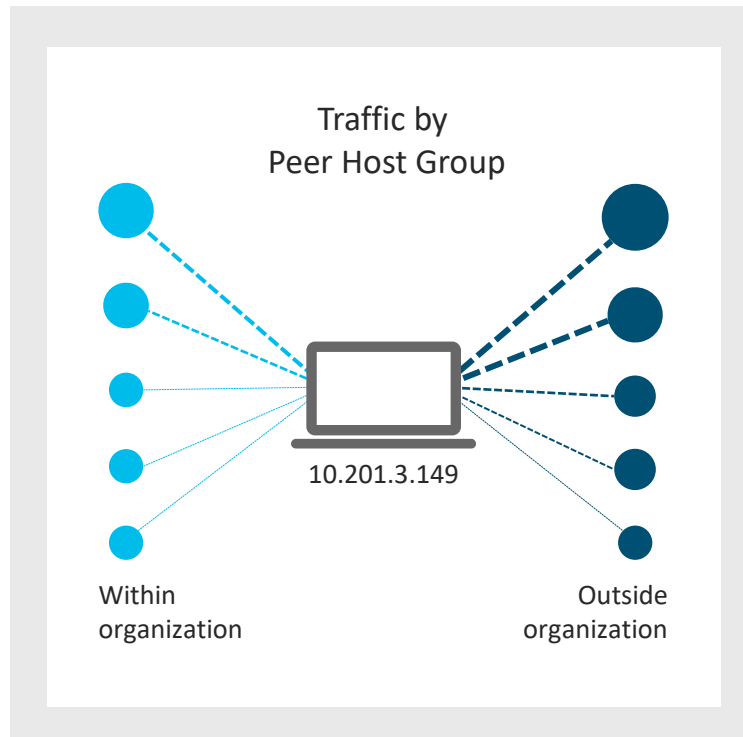 Traffic by
Peer Host Group
10.201.3.149
Within
organization
Outside
organization